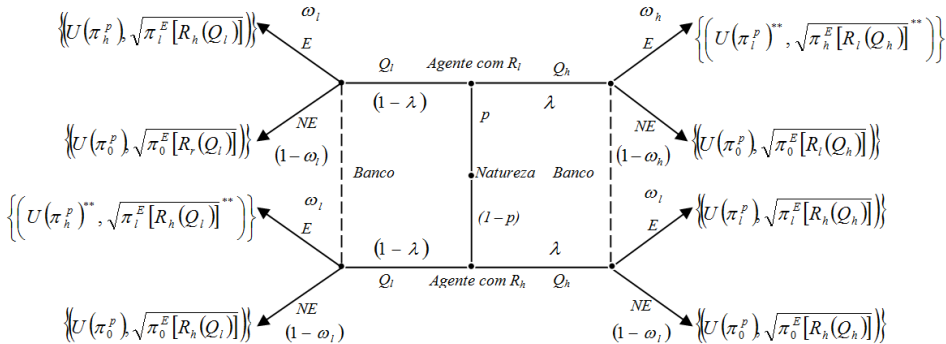 ω_l
ω_h
{(U(π_h^p), √π_l^E[R_h(Q_l)])}
E
E
{(U(π_l^p)^**, √π_h^E[R_l(Q_h)]^**)}
Q_l Agente com R_l Q_h
(1 − λ) λ
p
{(U(π_0^p), √π_0^E[R_r(Q_l)])}
NE
(1 − ω_l)
NE
(1 − ω_h)
{(U(π_0^p), √π_0^E[R_l(Q_h)])}
Banco Natureza Banco
{(U(π_h^p)^**, √π_l^E[R_h(Q_l)]^**)}
ω_l
E
ω_l
E
{(U(π_l^p), √π_l^E[R_h(Q_h)])}
(1 − p)
(1 − λ) λ
Q_l Agente com R_h Q_h
{(U(π_0^p), √π_0^E[R_h(Q_l)])}
NE
(1 − ω_l)
NE
(1 − ω_l)
{(U(π_0^p), √π_0^E[R_h(Q_h)])}